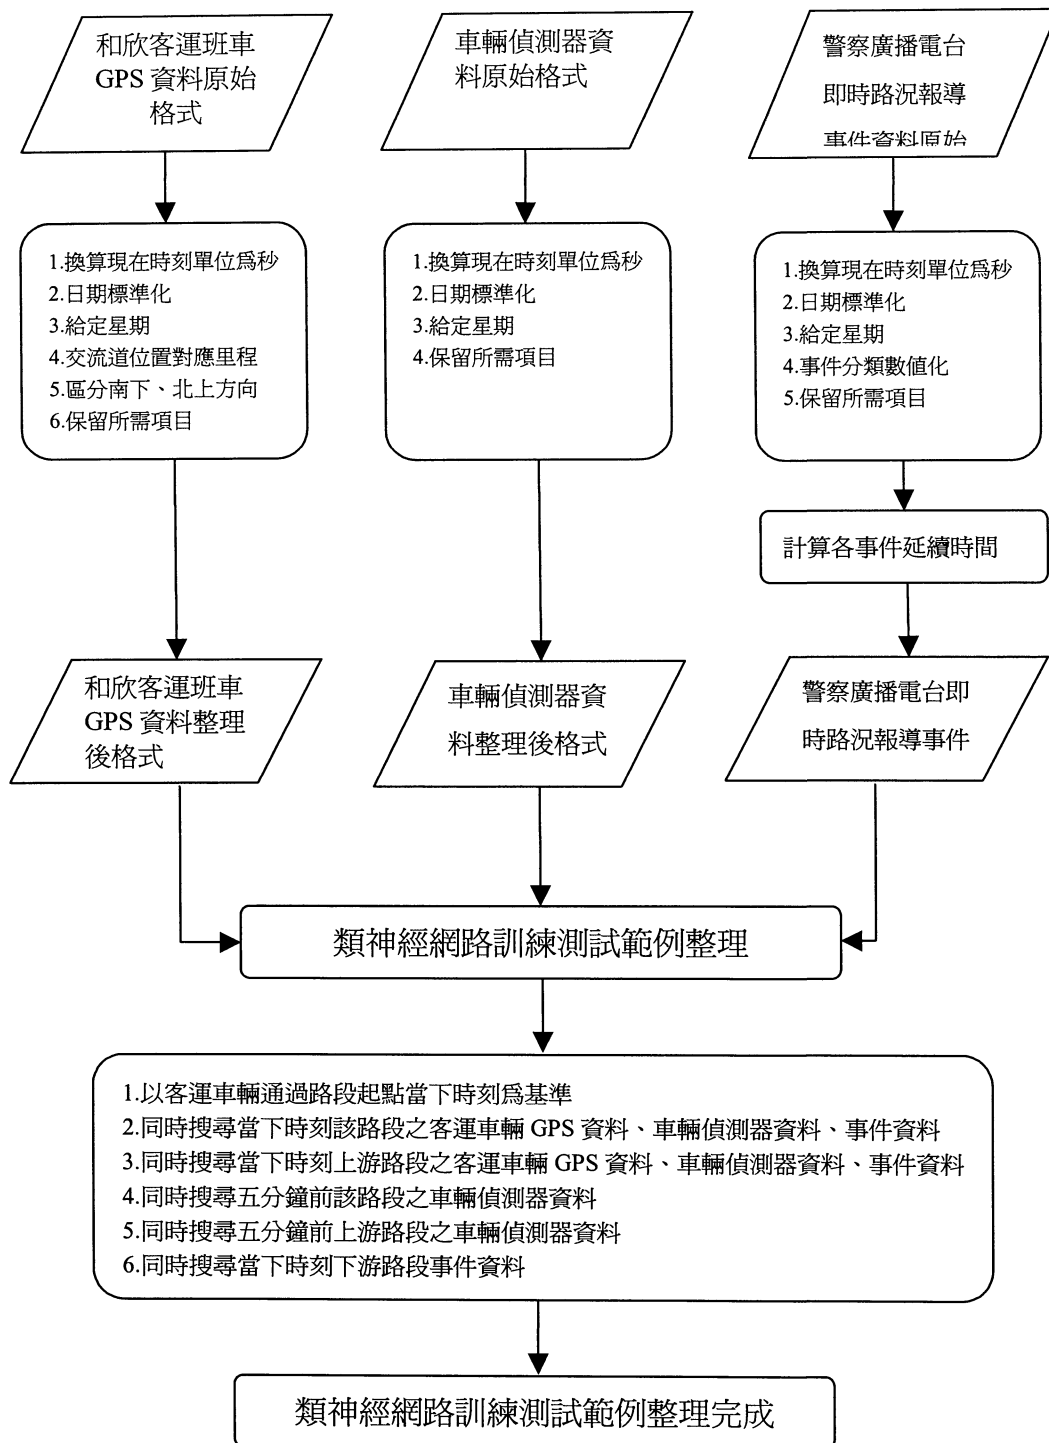 和欣客運班車
GPS 資料原始
格式
車輛偵測器資
料原始格式
警察廣播電台
即時路況報導
事件資料原始
1.換算現在時刻單位爲秒
2.日期標準化
3.給定星期
4.交流道位置對應里程
5.區分南下、北上方向
6.保留所需項目
1.換算現在時刻單位爲秒
2.日期標準化
3.給定星期
4.保留所需項目
1.換算現在時刻單位爲秒
2.日期標準化
3.給定星期
4.事件分類數値化
5.保留所需項目
計算各事件延續時間
和欣客運班車
GPS 資料整理
後格式
車輛偵測器資
料整理後格式
警察廣播電台即
時路況報導事件
類神經網路訓練測試範例整理
1.以客運車輛通過路段起點當下時刻爲基準
2.同時搜尋當下時刻該路段之客運車輛 GPS 資料、車輛偵測器資料、事件資料
3.同時搜尋當下時刻上游路段之客運車輛 GPS 資料、車輛偵測器資料、事件資料
4.同時搜尋五分鐘前該路段之車輛偵測器資料
5.同時搜尋五分鐘前上游路段之車輛偵測器資料
6.同時搜尋當下時刻下游路段事件資料
類神經網路訓練測試範例整理完成